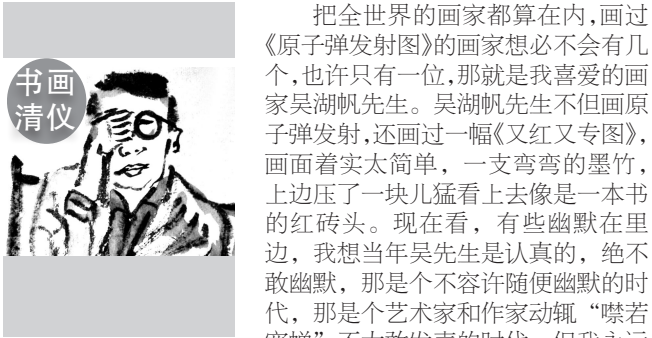 书画
清仪
把全世界的画家都算在内,画过
《原子弹发射图》的画家想必不会有几
个,也许只有一位,那就是我喜爱的画
家吴湖帆先生。吴湖帆先生不但画原
子弹发射,还画过一幅《又红又专图》,
画面着实太简单，一支弯弯的墨竹,
上边压了一块儿猛看上去像是一本书
的红砖头。现在看，有些幽默在里
边，我想当年吴先生是认真的，绝不
敢幽默，那是个不容许随便幽默的时
代，那是个艺术家和作家动辄“噤若